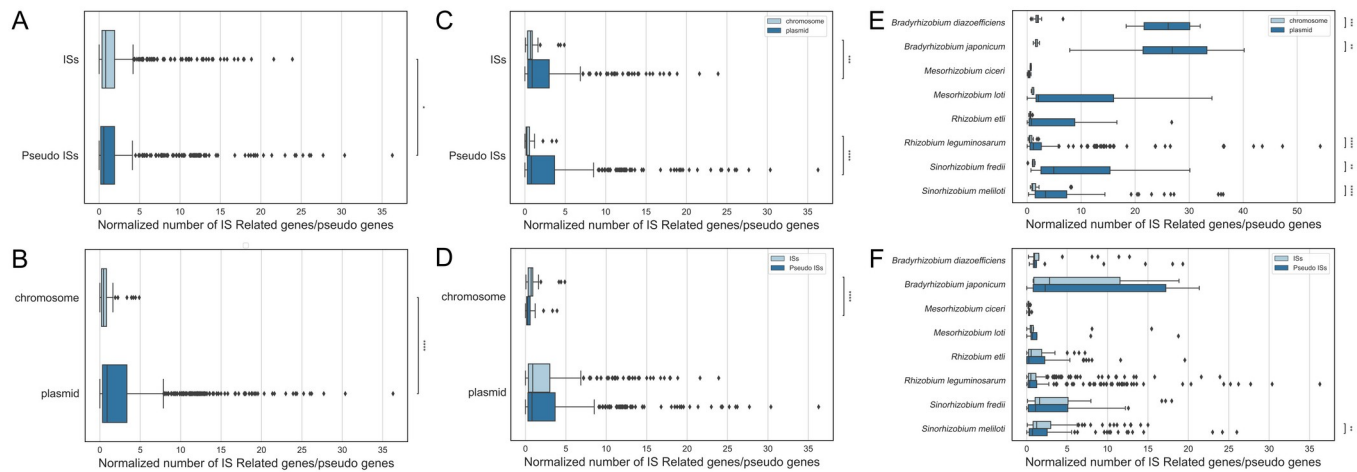 A
ISs
Pseudo ISs
*
0 5 10 15 20 25 30 35
Normalized number of IS Related genes/pseudo genes
B
chromosome
plasmid
****
0 5 10 15 20 25 30 35
Normalized number of IS Related genes/pseudo genes
C
chromosome
plasmid
ISs
Pseudo ISs
***
****
0 5 10 15 20 25 30 35
Normalized number of IS Related genes/pseudo genes
D
ISs
Pseudo ISs
chromosome
plasmid
****
0 5 10 15 20 25 30 35
Normalized number of IS Related genes/pseudo genes
E
chromosome
plasmid
Bradyrhizobium diazoefficiens
Bradyrhizobium japonicum
Mesorhizobium ciceri
Mesorhizobium loti
Rhizobium etli
Rhizobium leguminosarum
Sinorhizobium fredii
Sinorhizobium meliloti
***
**
****
**
****
0 10 20 30 40 50
Normalized number of IS Related genes/pseudo genes
F
ISs
Pseudo ISs
Bradyrhizobium diazoefficiens
Bradyrhizobium japonicum
Mesorhizobium ciceri
Mesorhizobium loti
Rhizobium etli
Rhizobium leguminosarum
Sinorhizobium fredii
Sinorhizobium meliloti
**
0 5 10 15 20 25 30 35
Normalized number of IS Related genes/pseudo genes